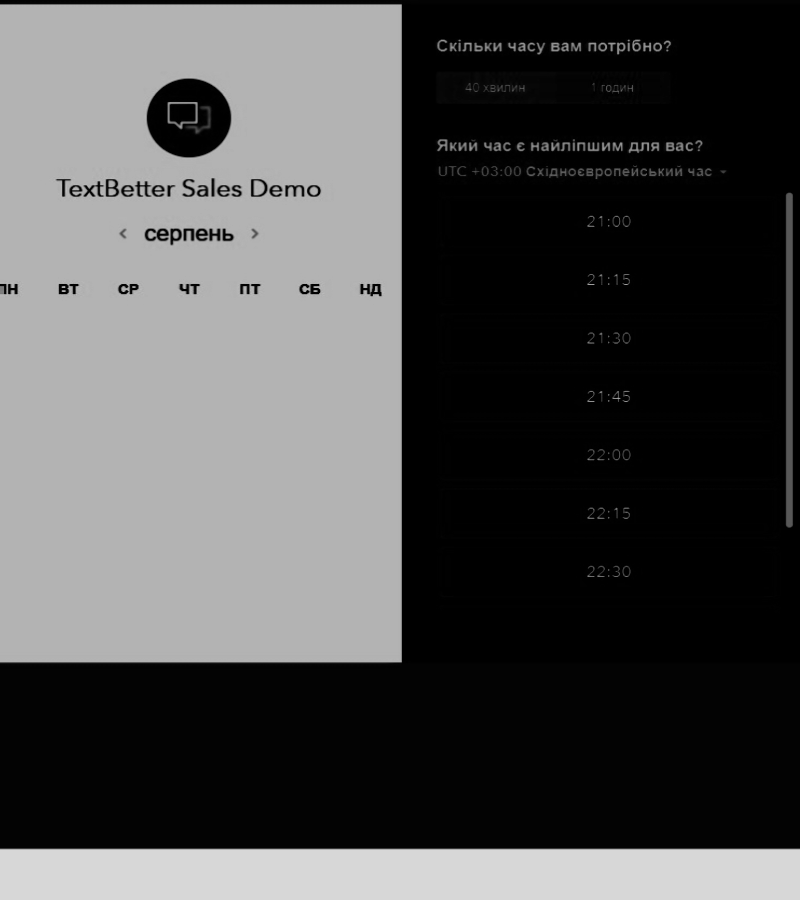 TextBetter Sales Demo
серпень
ПН ВТ СР ЧТ ПТ СБ НД
Скільки часу вам потрібно?
40 хвилин 1 годин
Який час є найліпшим для вас?
UTC +03:00 Східноєвропейський час
21:00
21:15
21:30
21:45
22:00
22:15
22:30